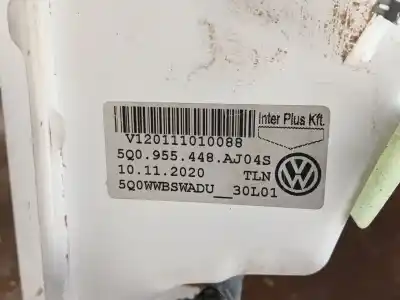 Inter Plus Kft.
V120111010088
5Q0.955.448.AJ04S
10.11.2020 TLN
5Q0WWBSWADU__30L01